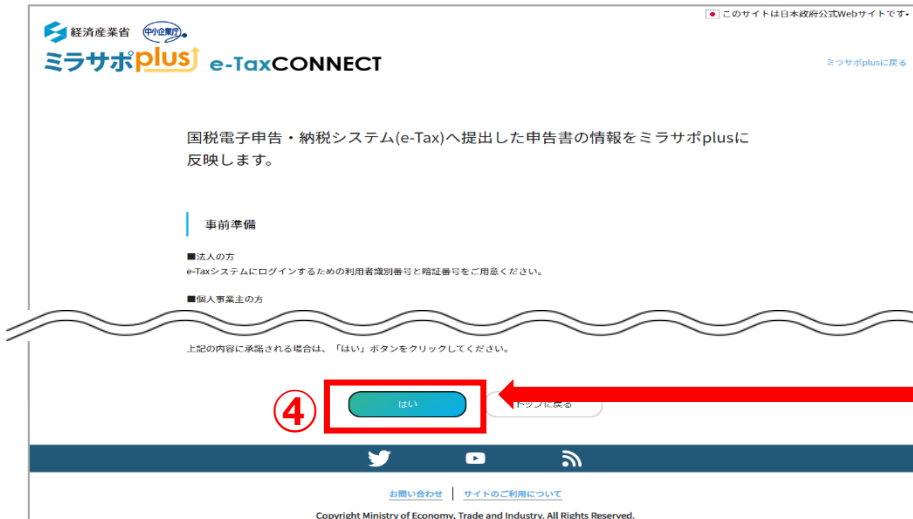 このサイトは日本政府公式Webサイトです
経済産業省 中小企業庁
ミラサポplus e-TaxCONNECT
ミラサポplusに戻る
国税電子申告・納税システム(e-Tax)へ提出した申告書の情報をミラサポplusに
反映します。
事前準備
■法人の方
e-Taxシステムにログインするための利用者識別番号と暗証番号をご用意ください。
■個人事業主の方
上記の内容に承諾される場合は、「はい」ボタンをクリックしてください。
④ はい トップに戻る
お問い合わせ サイトのご利用について
Copyright Ministry of Economy, Trade and Industry. All Rights Reserved.